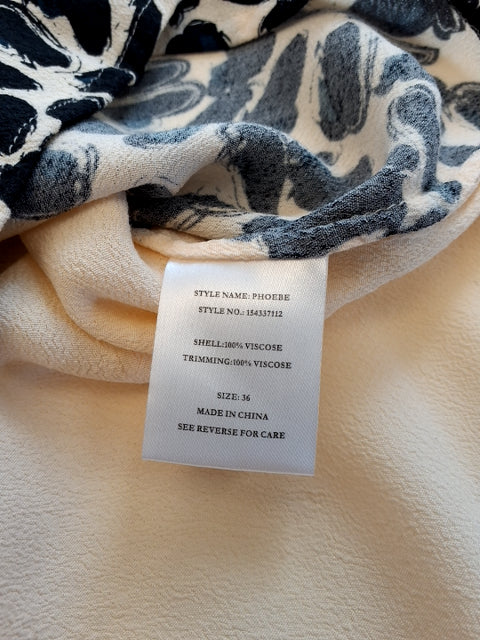 STYLE NAME: PHOEBE
STYLE NO.: 154337112
SHELL:100% VISCOSE
TRIMMING:100% VISCOSE
SIZE: 36
MADE IN CHINA
SEE REVERSE FOR CARE